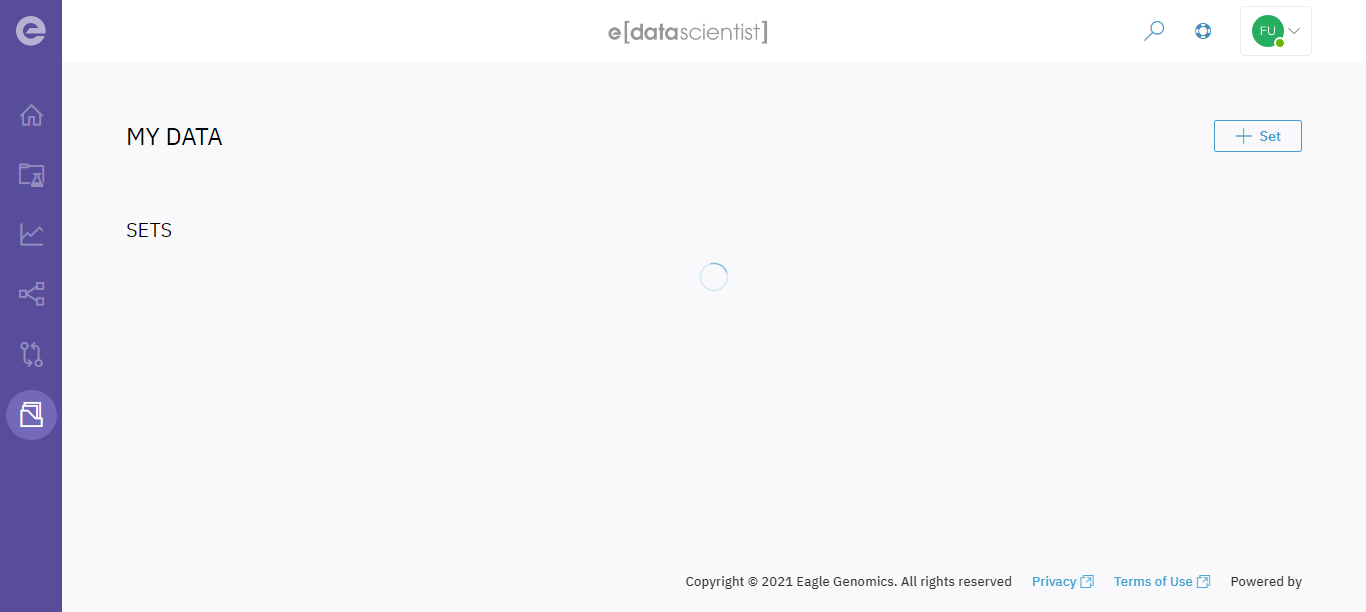 e[datascientist]
FU
MY DATA
Set
SETS
Copyright © 2021 Eagle Genomics. All rights reserved Privacy Terms of Use Powered by